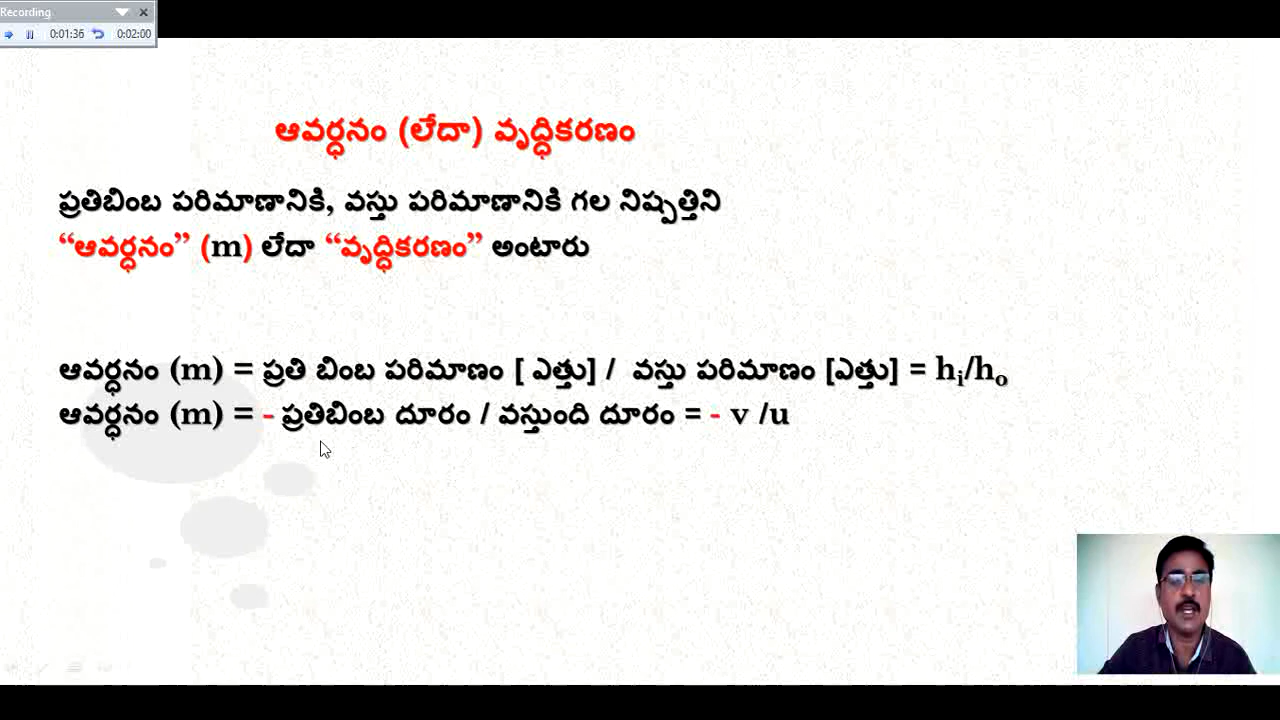 Recording
0:01:36 0:02:00
ఆవర్ధనం (లేదా) వృద్ధికరణం
ప్రతిబింబ పరిమాణానికి, వస్తు పరిమాణానికి గల నిష్పత్తిని
“ఆవర్ధనం” (m) లేదా “వృద్ధికరణం” అంటారు
ఆవర్ధనం (m) = ప్రతి బింబ పరిమాణం [ ఎత్తు] / వస్తు పరిమాణం [ఎత్తు] = hᵢ/hₒ
ఆవర్ధనం (m) = - ప్రతిబింబ దూరం / వస్తుంది దూరం = - v /u